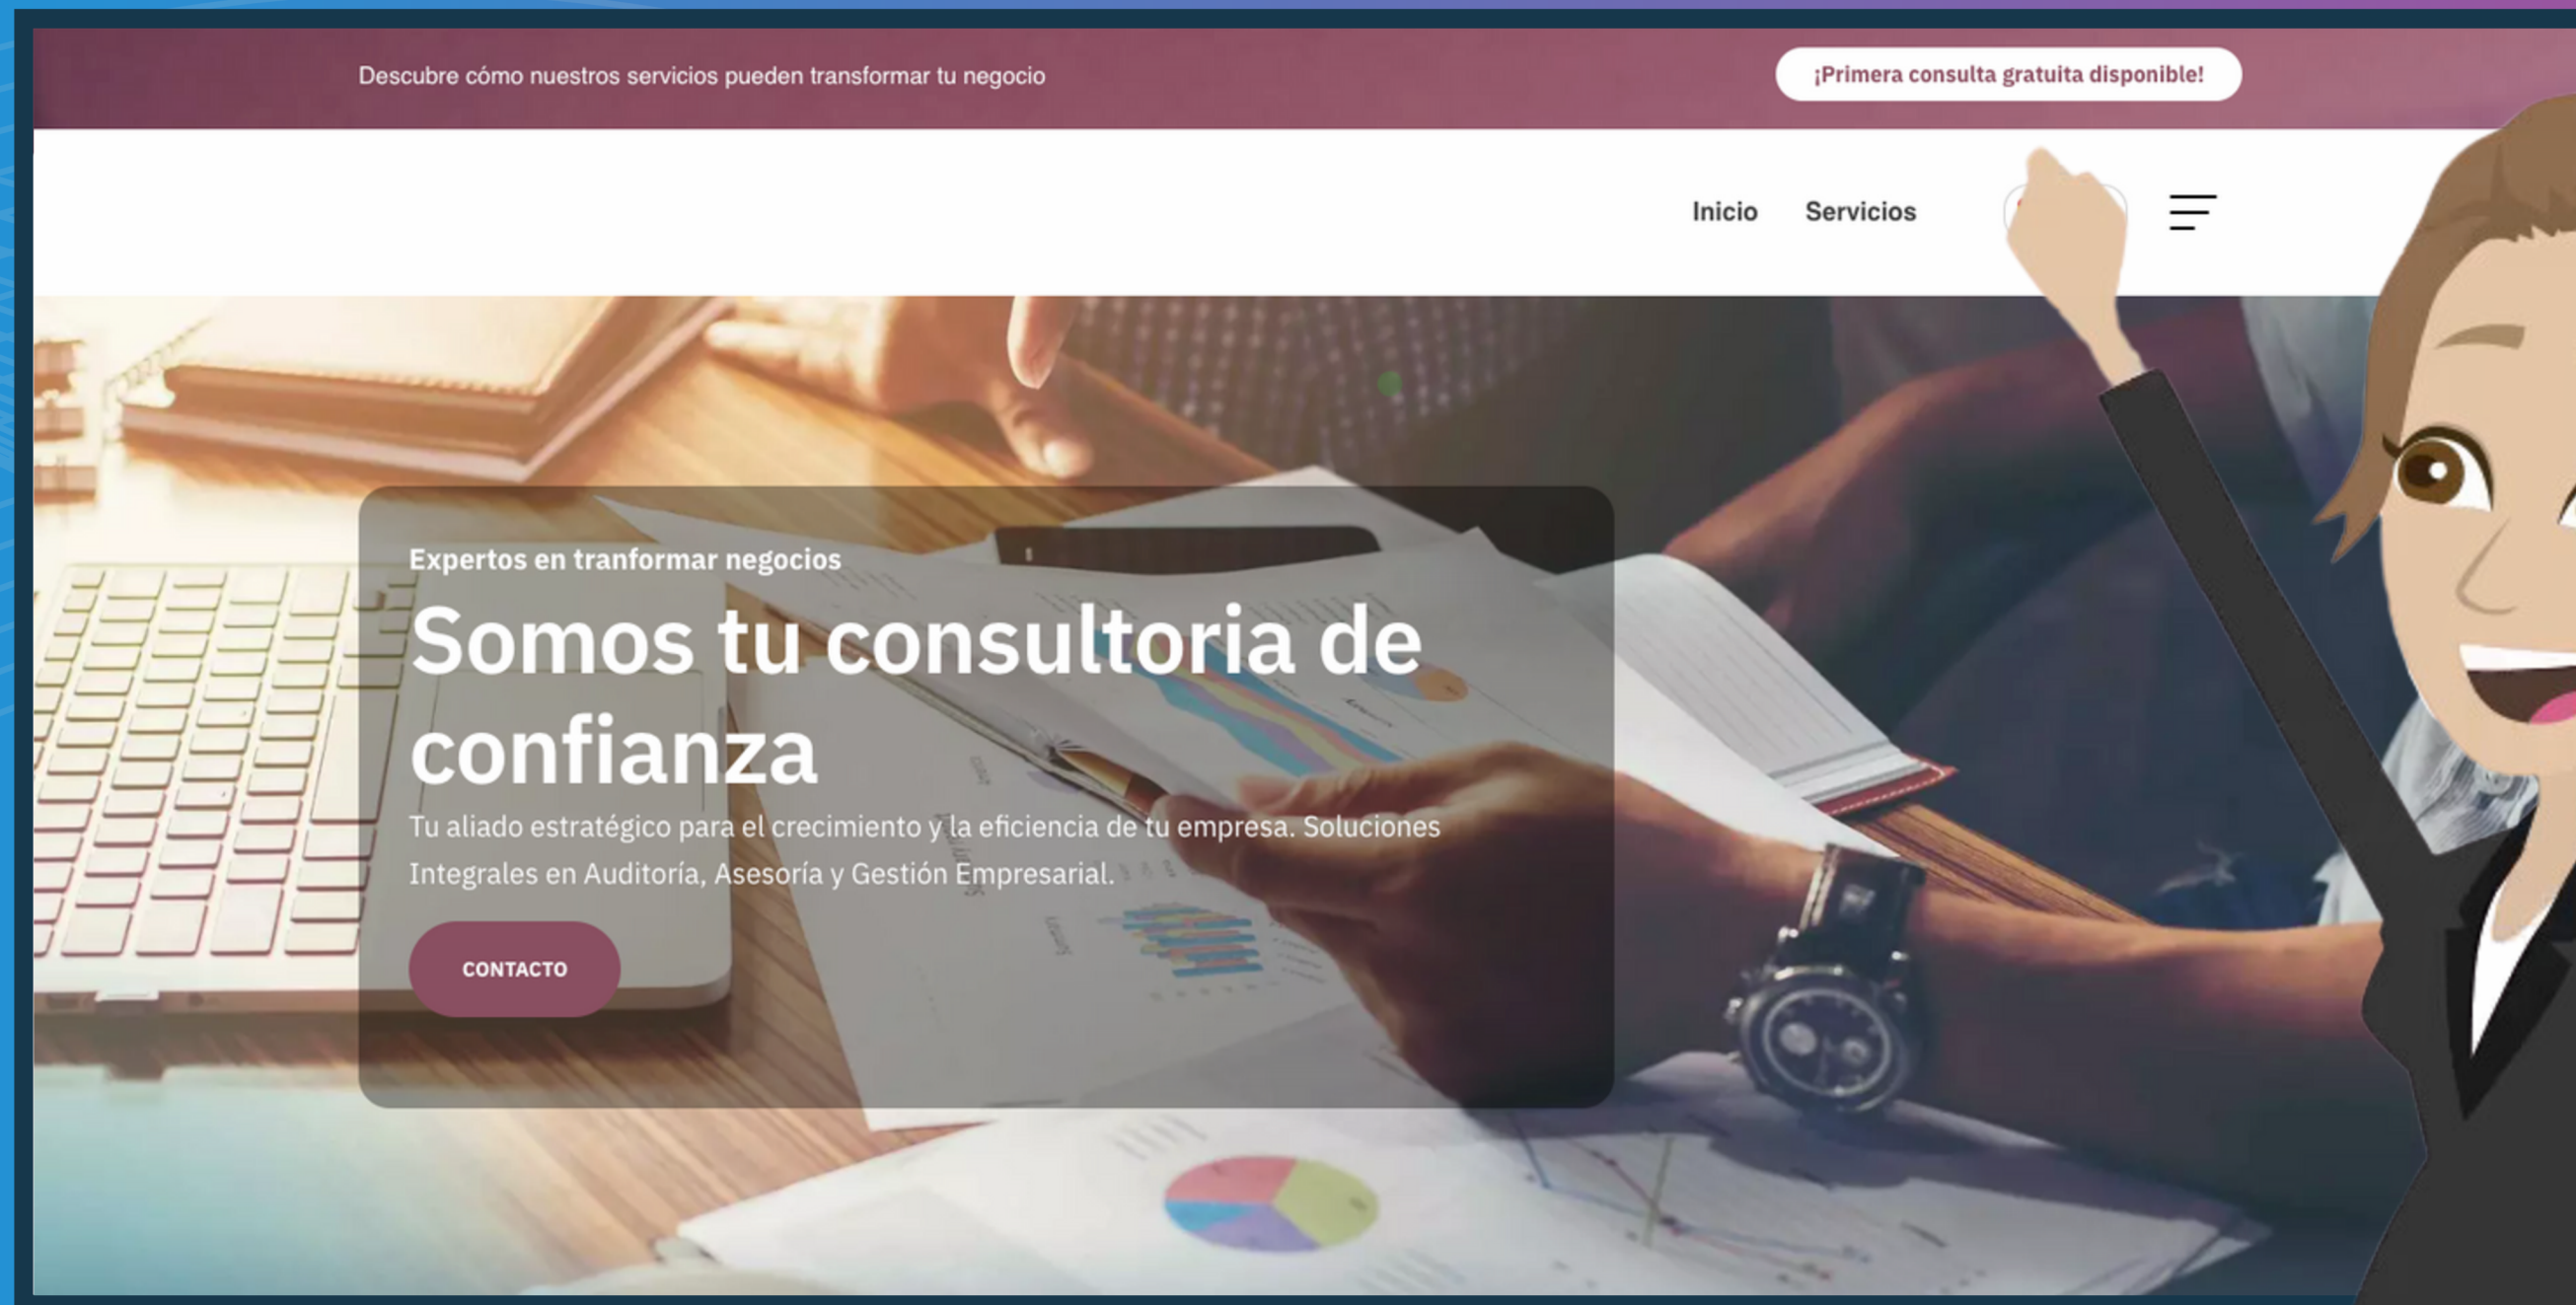 Descubre cómo nuestros servicios pueden transformar tu negocio
¡Primera consulta gratuita disponible!
Inicio Servicios
Expertos en tranformar negocios
Somos tu consultoria de
confianza
Tu aliado estratégico para el crecimiento y la eficiencia de tu empresa. Soluciones
Integrales en Auditoría, Asesoría y Gestión Empresarial.
CONTACTO